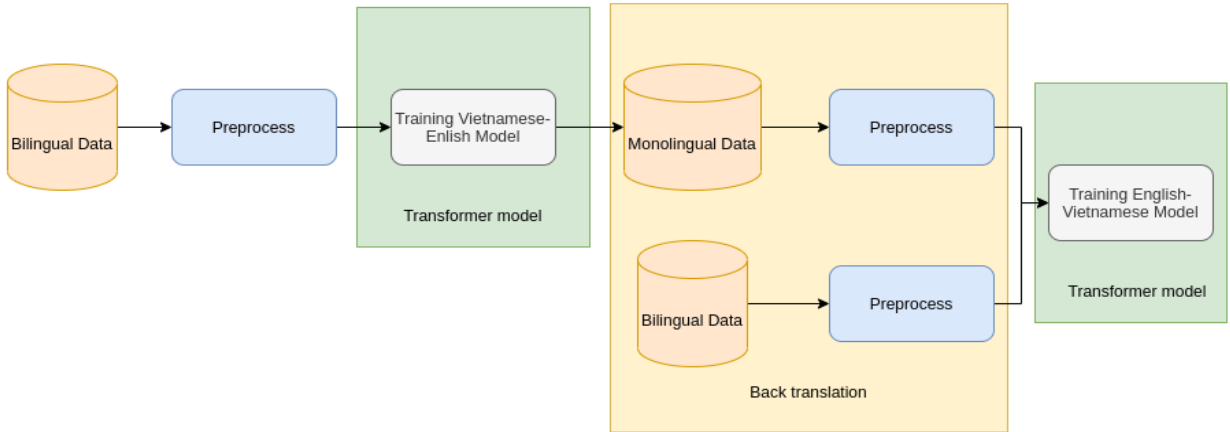 Bilingual Data
Preprocess
Training Vietnamese-
Enlish Model
Transformer model
Monolingual Data
Preprocess
Bilingual Data
Preprocess
Back translation
Training English-
Vietnamese Model
Transformer model